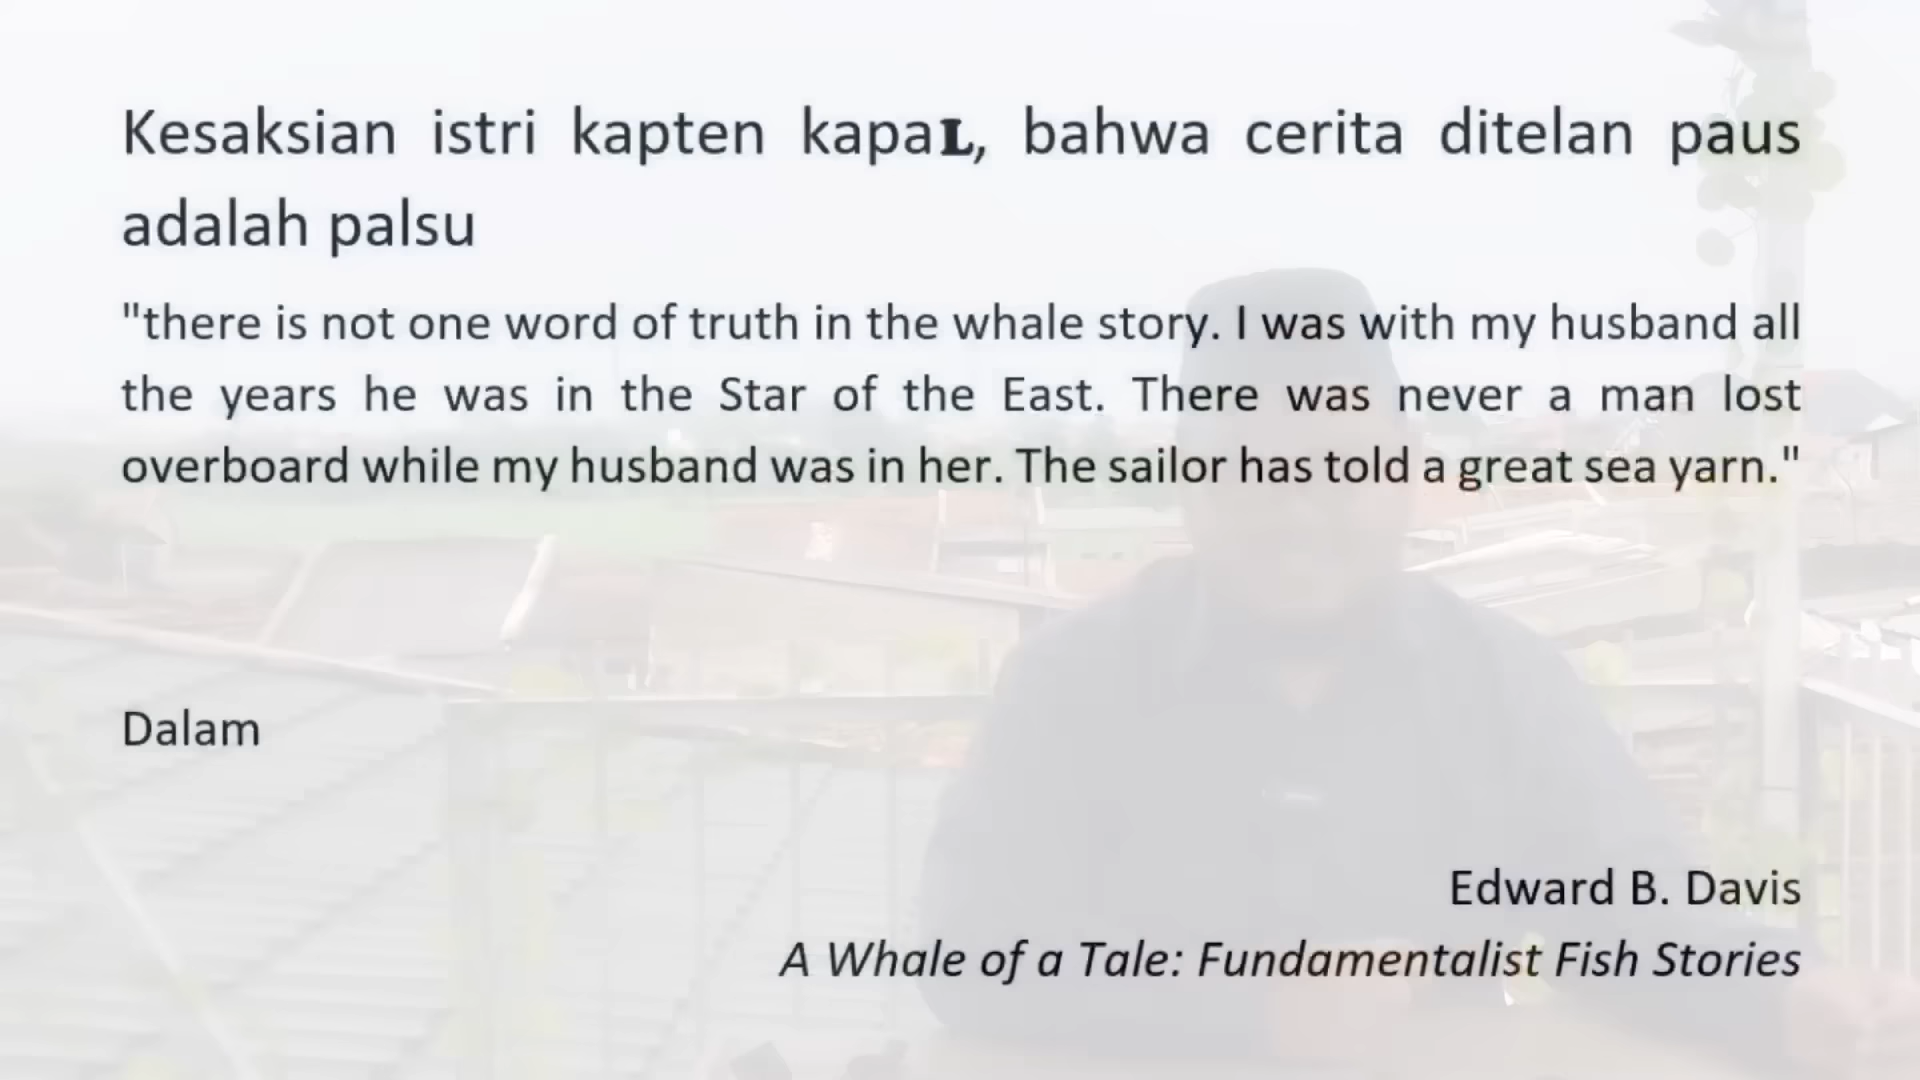 Kesaksian istri kapten kapaL, bahwa cerita ditelan paus
adalah palsu
"there is not one word of truth in the whale story. I was with my husband all
the years he was in the Star of the East. There was never a man lost
overboard while my husband was in her. The sailor has told a great sea yarn."
Dalam
Edward B. Davis
A Whale of a Tale: Fundamentalist Fish Stories